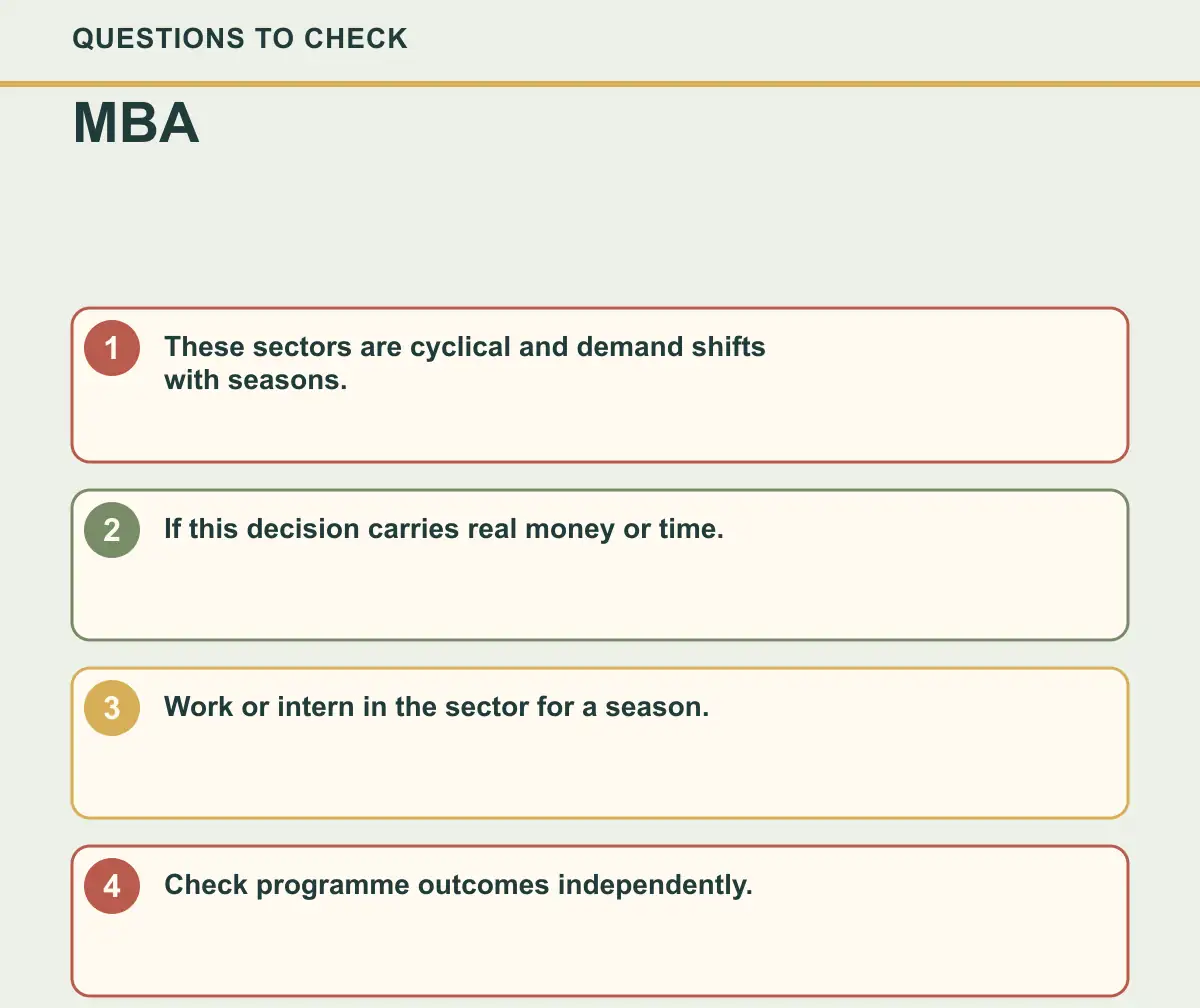 QUESTIONS TO CHECK
MBA
1
These sectors are cyclical and demand shifts
with seasons.
2
If this decision carries real money or time.
3
Work or intern in the sector for a season.
4
Check programme outcomes independently.